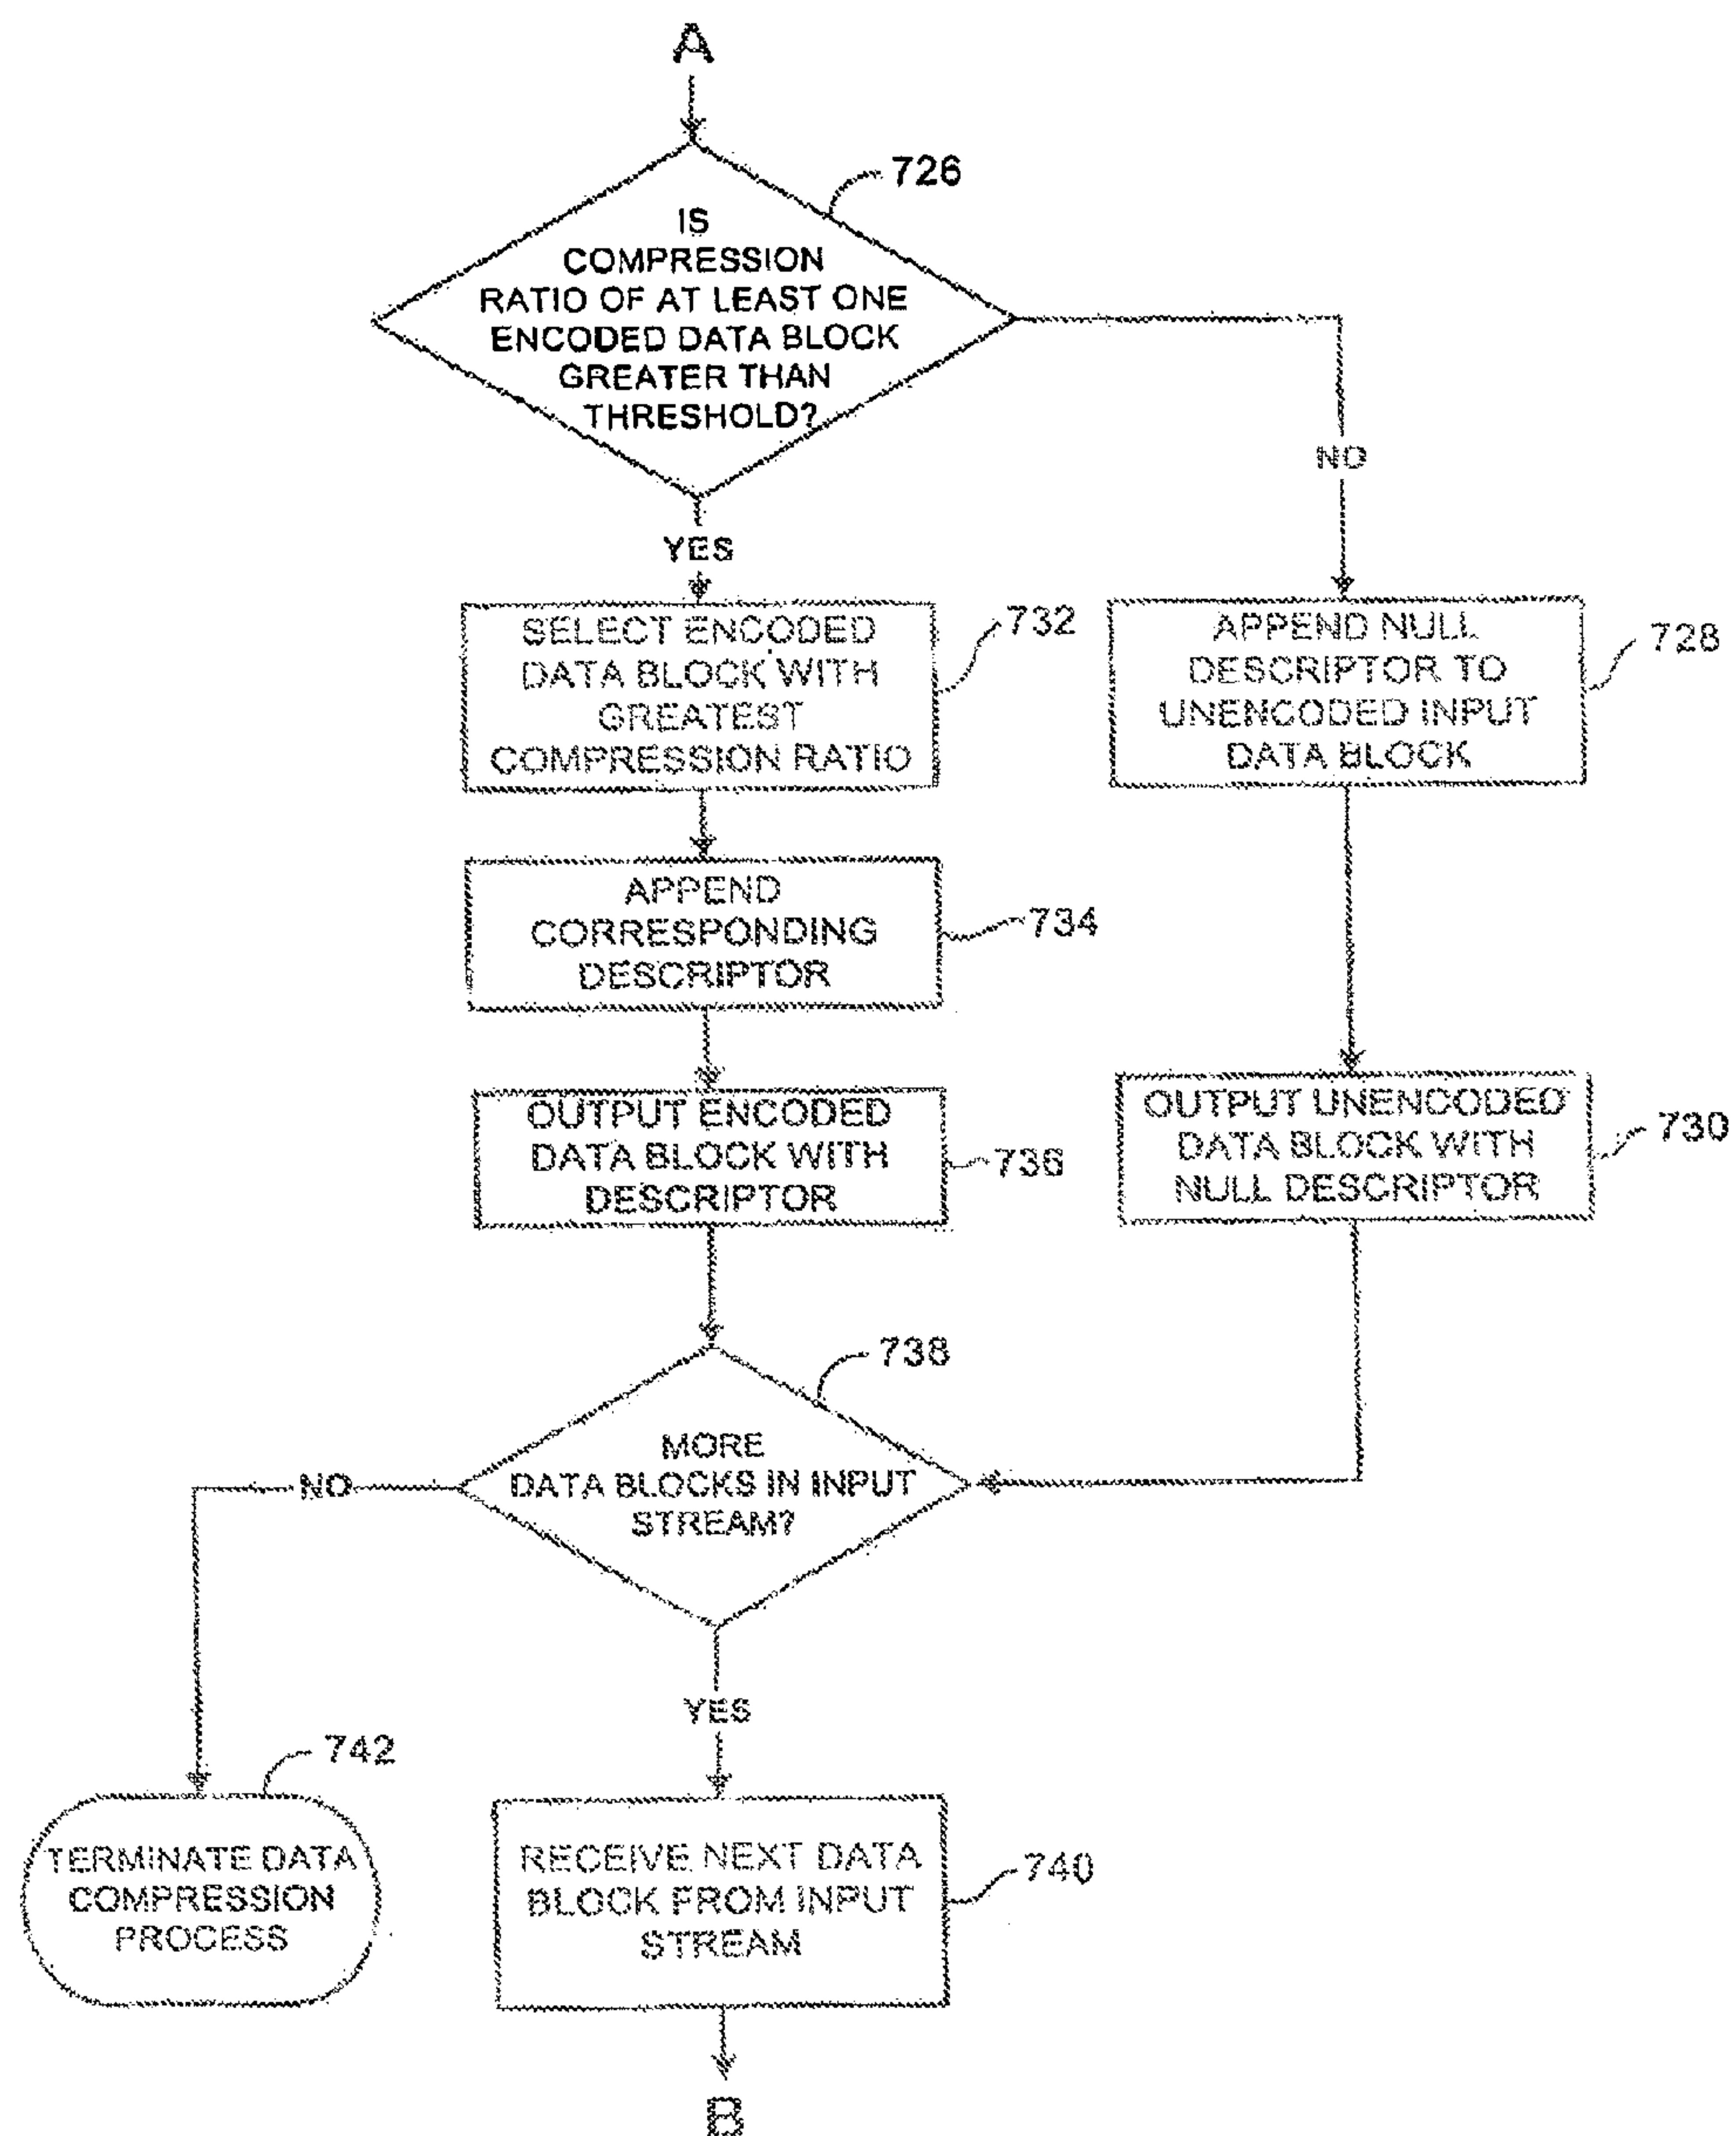 A
726
IS
COMPRESSION
RATIO OF AT LEAST ONE
ENCODED DATA BLOCK
GREATER THAN
THRESHOLD?
NO
YES
SELECT ENCODED
DATA BLOCK WITH
GREATEST
COMPRESSION RATIO
732
APPEND NULL
DESCRIPTOR TO
UNENCODED INPUT
DATA BLOCK
728
APPEND
CORRESPONDING
DESCRIPTOR
734
OUTPUT ENCODED
DATA BLOCK WITH
DESCRIPTOR
736
OUTPUT UNENCODED
DATA BLOCK WITH
NULL DESCRIPTOR
730
738
MORE
DATA BLOCKS IN INPUT
STREAM?
NO
YES
742
TERMINATE DATA
COMPRESSION
PROCESS
RECEIVE NEXT DATA
BLOCK FROM INPUT
STREAM
740
B